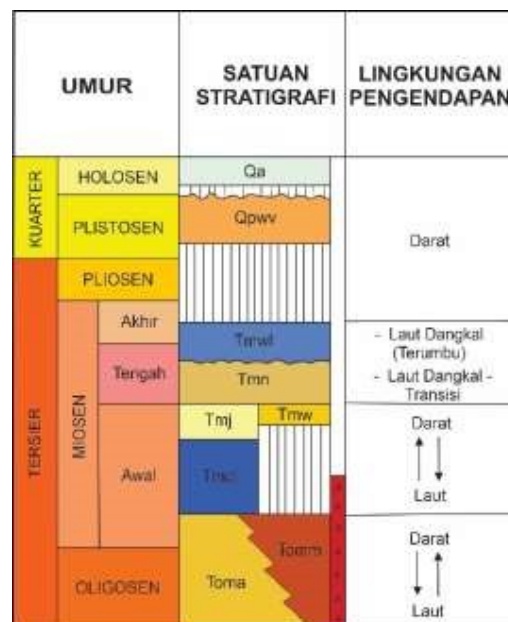 UMUR
SATUAN
STRATIGRAFI
LINGKUNGAN
PENGENDAPAN
KUARTER
HOLOSEN
Qa
PLISTOSEN
Qpwv
Darat
TERSIER
PLIOSEN
MIOSEN
Akhir
Tmwl
- Laut Dangkal
(Terumbu)
Tengah
Tmn
- Laut Dangkal -
Transisi
Awal
Tmj
Tmw
Darat
Laut
OLIGOSEN
Toma
Tomm
Darat
Laut